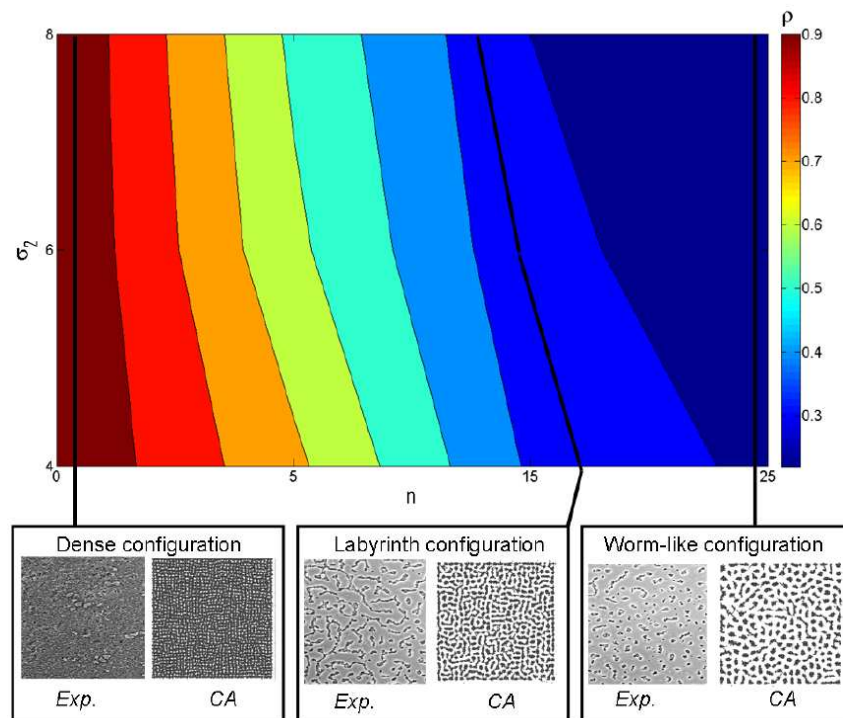 ρ
8
0.9
0.8
0.7
σ2
6
0.6
0.5
0.4
0.3
4
0
5
15
25
n
Dense configuration
Labyrinth configuration
Worm-like configuration
Exp.
CA
Exp.
CA
Exp.
CA